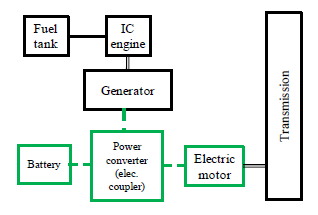 Fuel
tank
IC
engine
Generator
Transmission
Battery
Power
converter
(elec.
coupler)
Electric
motor